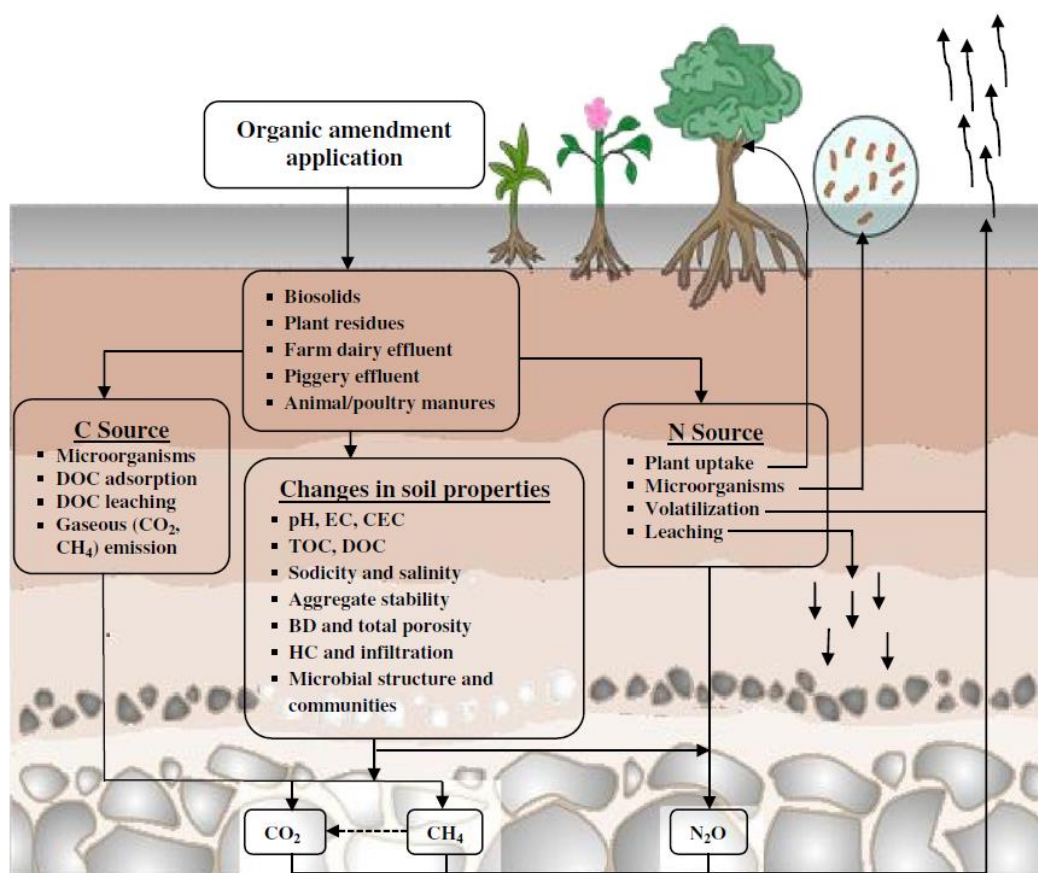 Organic amendment
application
▪ Biosolids
▪ Plant residues
▪ Farm dairy effluent
▪ Piggery effluent
▪ Animal/poultry manures
C Source
▪ Microorganisms
▪ DOC adsorption
▪ DOC leaching
▪ Gaseous (CO₂,
CH₄) emission
Changes in soil properties
▪ pH, EC, CEC
▪ TOC, DOC
▪ Sodicity and salinity
▪ Aggregate stability
▪ BD and total porosity
▪ HC and infiltration
▪ Microbial structure and
communities
N Source
▪ Plant uptake
▪ Microorganisms
▪ Volatilization
▪ Leaching
CO₂
CH₄
N₂O